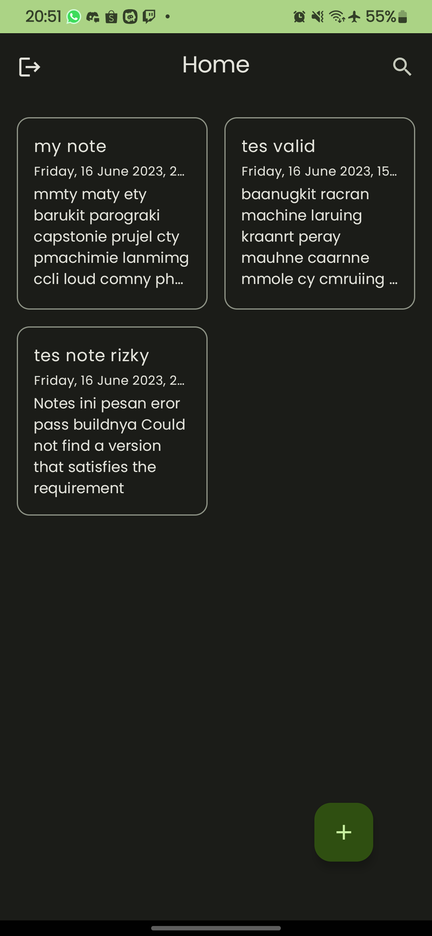 20:51
55%
Home
my note
Friday, 16 June 2023, 2...
mmty maty ety
barukit parograki
capstonie prujel cty
pmachimie lanmimg
ccli loud comny ph...
tes valid
Friday, 16 June 2023, 15...
baanugkit racran
machine laruing
kraanrt peray
mauhne caarnne
mmole cy cmruiing ...
tes note rizky
Friday, 16 June 2023, 2...
Notes ini pesan eror
pass buildnya Could
not find a version
that satisfies the
requirement
+